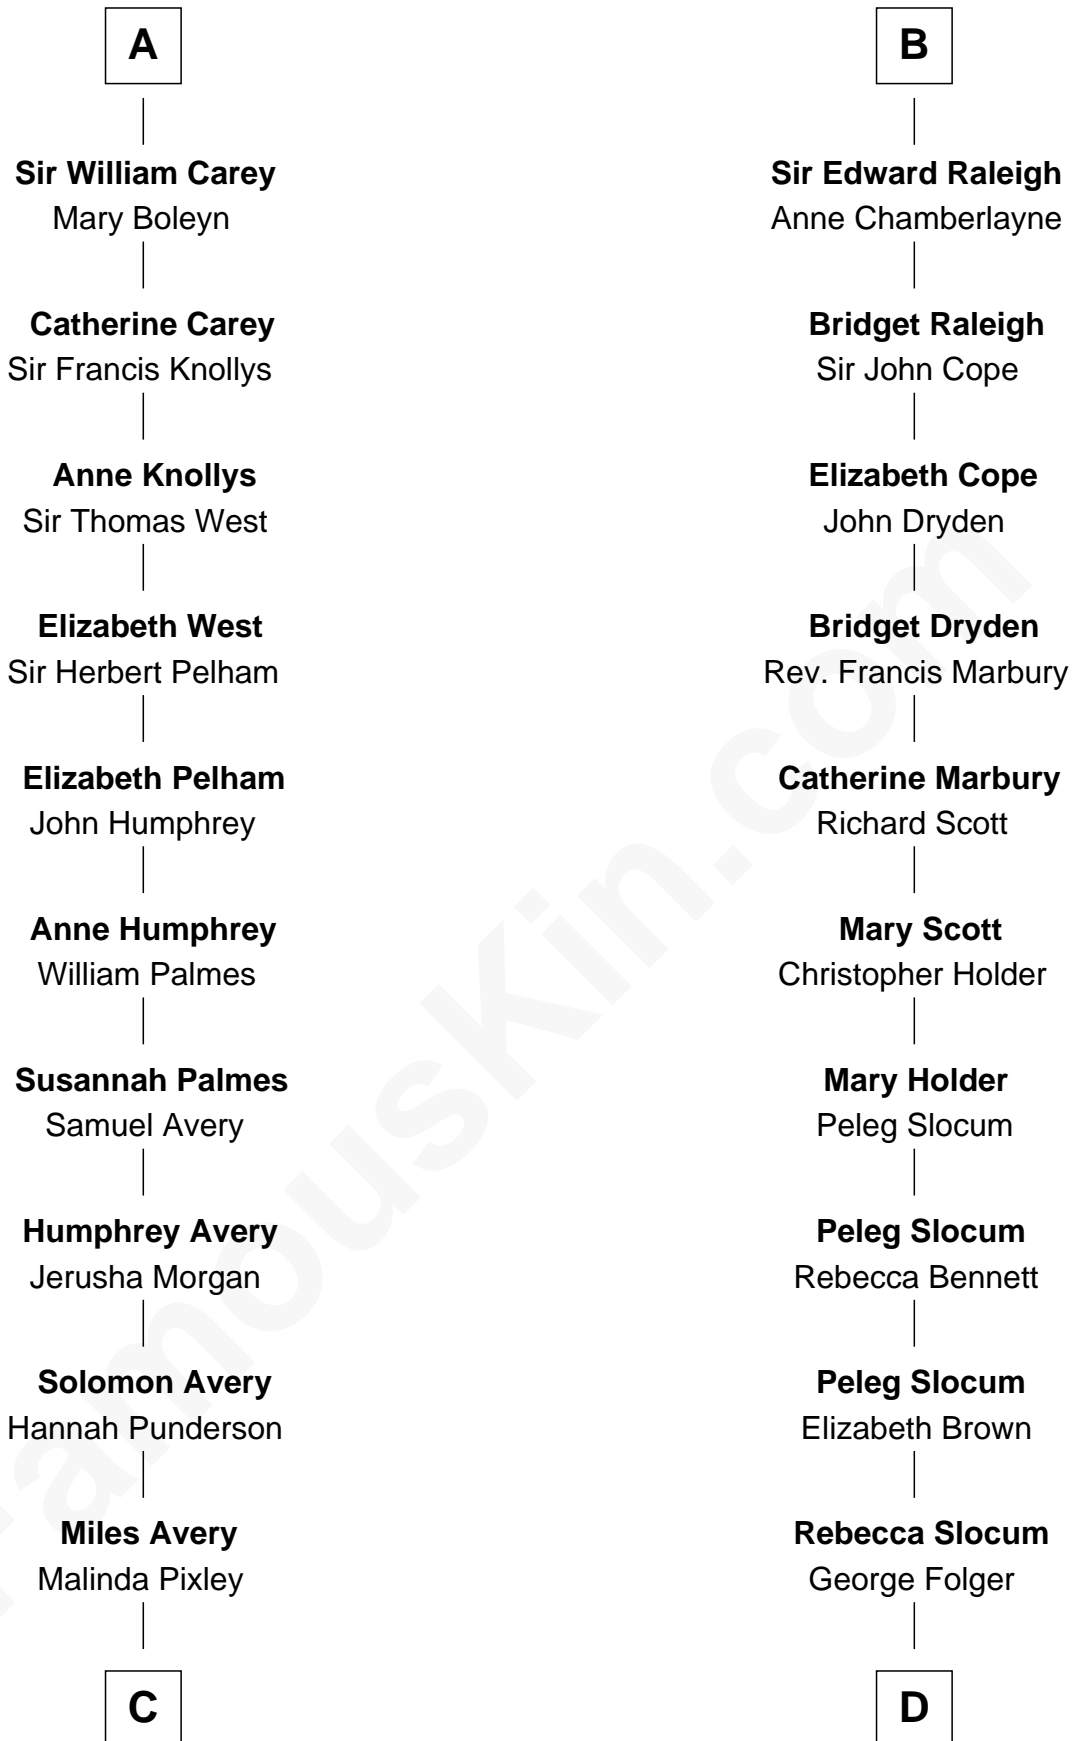 A
Sir William Carey
Mary Boleyn
Catherine Carey
Sir Francis Knollys
Anne Knollys
Sir Thomas West
Elizabeth West
Sir Herbert Pelham
Elizabeth Pelham
John Humphrey
Anne Humphrey
William Palmes
Susannah Palmes
Samuel Avery
Humphrey Avery
Jerusha Morgan
Solomon Avery
Hannah Punderson
Miles Avery
Malinda Pixley
C
B
Sir Edward Raleigh
Anne Chamberlayne
Bridget Raleigh
Sir John Cope
Elizabeth Cope
John Dryden
Bridget Dryden
Rev. Francis Marbury
Catherine Marbury
Richard Scott
Mary Scott
Christopher Holder
Mary Holder
Peleg Slocum
Peleg Slocum
Rebecca Bennett
Peleg Slocum
Elizabeth Brown
Rebecca Slocum
George Folger
D
FamousKin.com